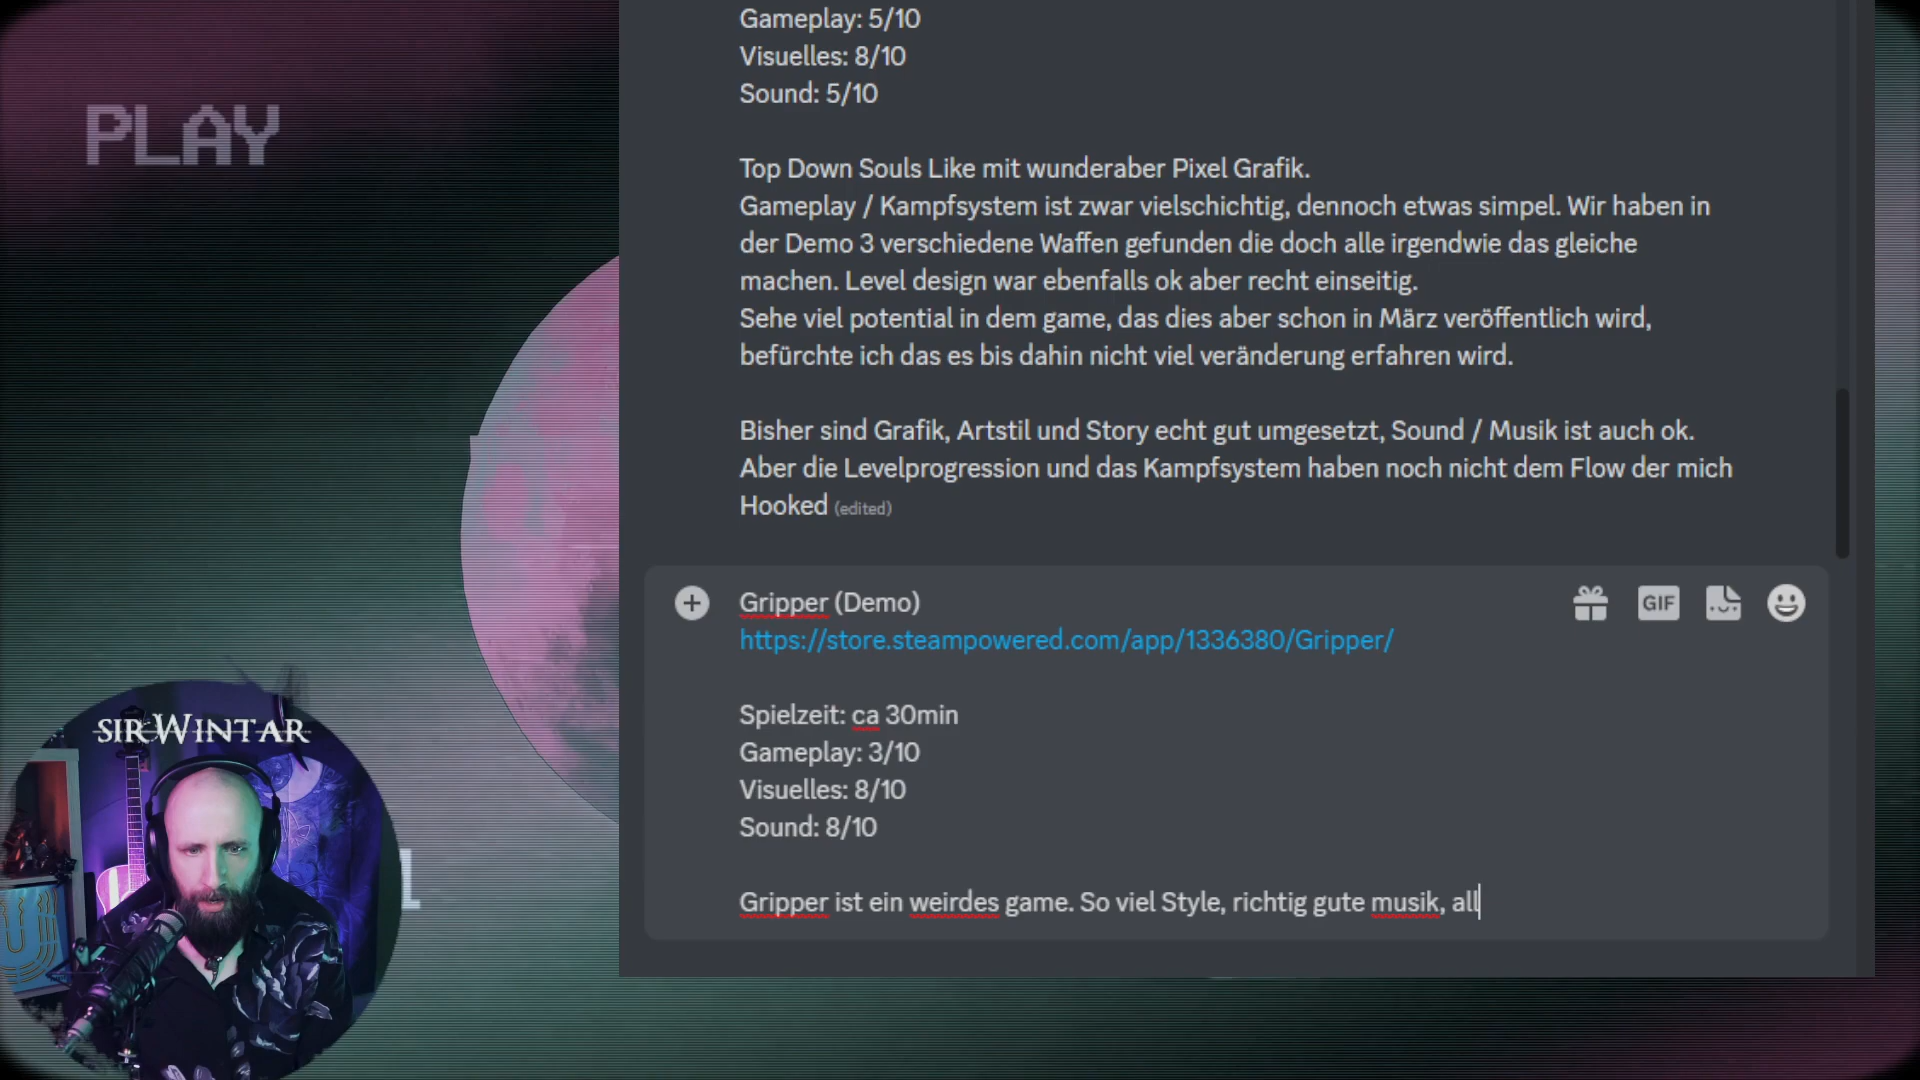 Gameplay: 5/10
Visuelles: 8/10
Sound: 5/10
PLAY
Top Down Souls Like mit wunderaber Pixel Grafik.
Gameplay / Kampfsystem ist zwar vielschichtig, dennoch etwas simpel. Wir haben in
der Demo 3 verschiedene Waffen gefunden die doch alle irgendwie das gleiche
machen. Level design war ebenfalls ok aber recht einseitig.
Sehe viel potential in dem game, das dies aber schon in März veröffentlich wird,
befürchte ich das es bis dahin nicht viel veränderung erfahren wird.
Bisher sind Grafik, Artstil und Story echt gut umgesetzt, Sound / Musik ist auch ok.
Aber die Levelprogression und das Kampfsystem haben noch nicht dem Flow der mich
Hooked (edited)
Gripper (Demo)
GIF
https://store.steampowered.com/app/1336380/Gripper/
Spielzeit: ca 30min
Gameplay: 3/10
Visuelles: 8/10
Sound: 8/10
Gripper ist ein weirdes game. So viel Style, richtig gute musik, all
SIR WINTAR